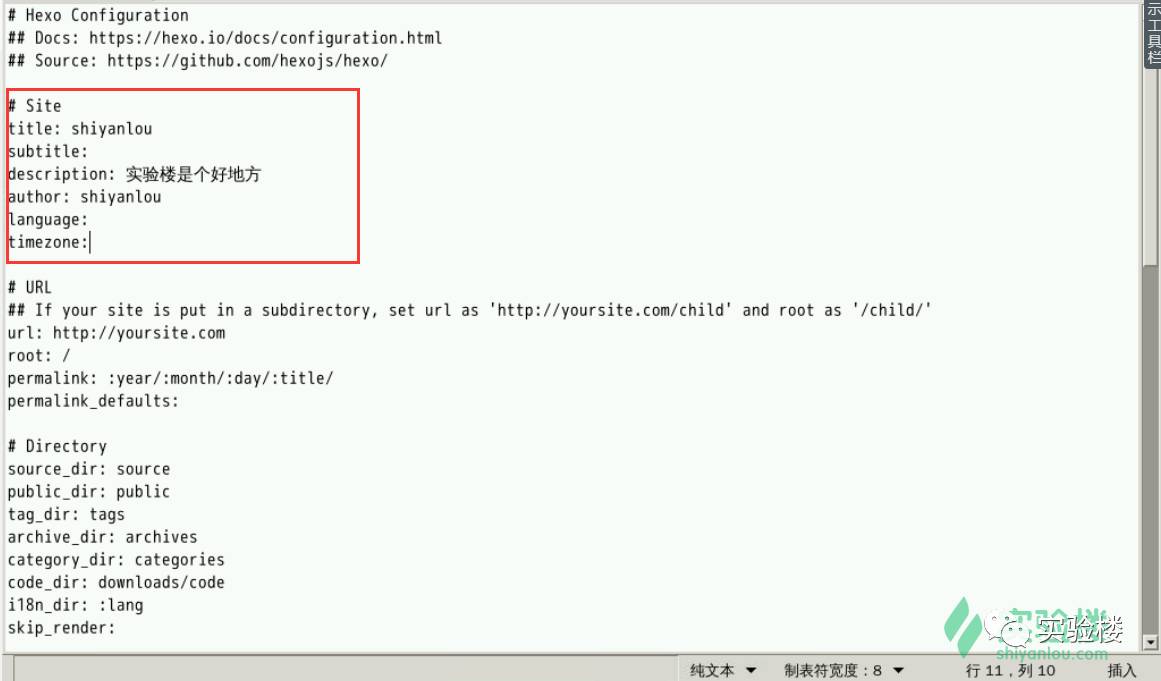 # Hexo Configuration
## Docs: https://hexo.io/docs/configuration.html
## Source: https://github.com/hexojs/hexo/
# Site
title: shiyanlou
subtitle:
description: 实验楼是个好地方
author: shiyanlou
language:
timezone:
# URL
## If your site is put in a subdirectory, set url as 'http://yoursite.com/child' and root as '/child/'
url: http://yoursite.com
root: /
permalink: :year/:month/:day/:title/
permalink_defaults:
# Directory
source_dir: source
public_dir: public
tag_dir: tags
archive_dir: archives
category_dir: categories
code_dir: downloads/code
i18n_dir: :lang
skip_render:
示工具栏
实验楼
实验楼
shiyanlou.com
纯文本 制表符宽度：8 行 11，列 10 插入